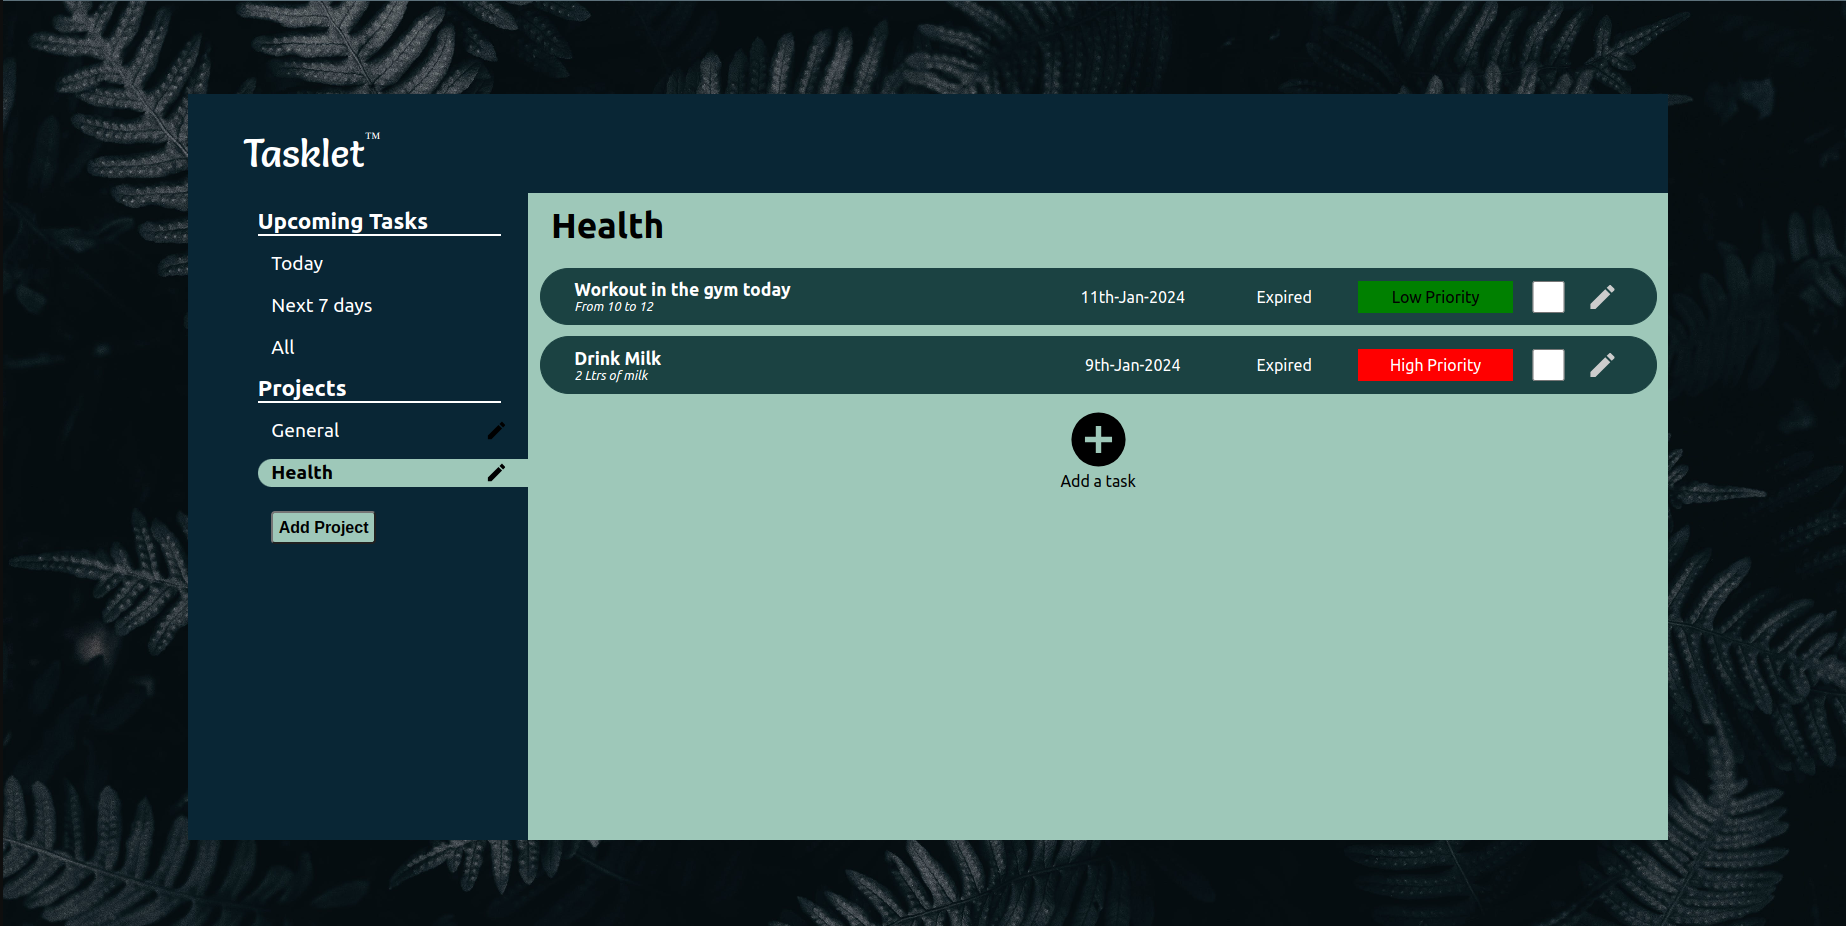 Tasklet™
Upcoming Tasks
Today
Next 7 days
All
Projects
General
Health
Add Project
Health
Workout in the gym today
From 10 to 12
11th-Jan-2024
Expired
Low Priority
Drink Milk
2 Ltrs of milk
9th-Jan-2024
Expired
High Priority
Add a task